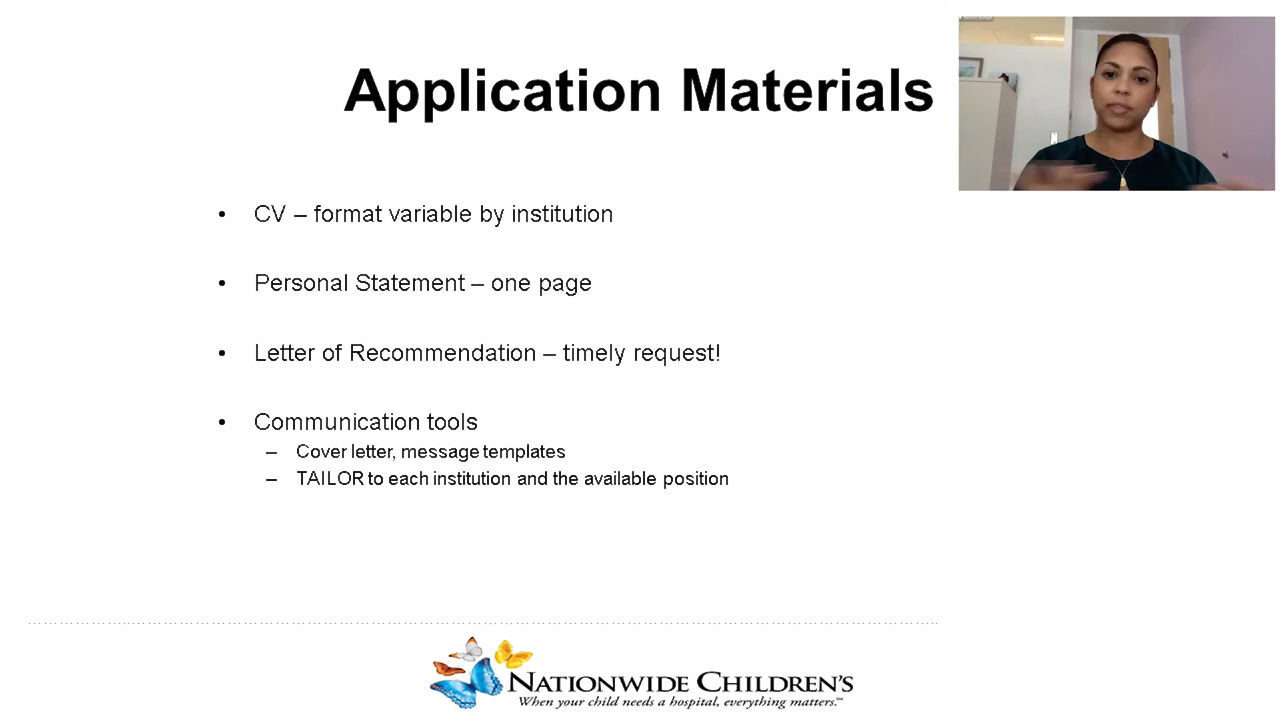 Application Materials
• CV – format variable by institution
• Personal Statement – one page
• Letter of Recommendation – timely request!
• Communication tools
– Cover letter, message templates
– TAILOR to each institution and the available position
NATIONWIDE CHILDREN'S
When your child needs a hospital, everything matters.℠